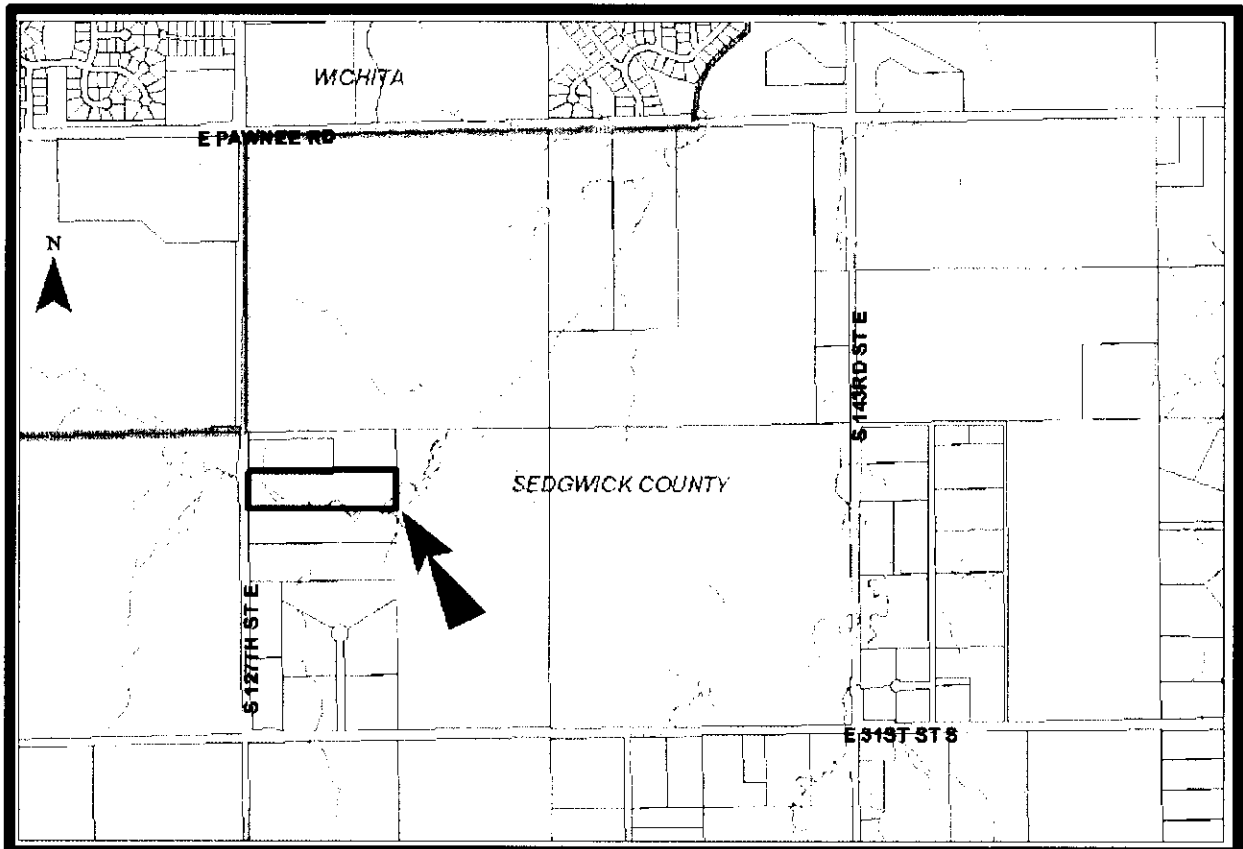 WICHITA
E PAWNEE RD
N
S 143RD ST E
SEDGWICK COUNTY
S 127TH ST E
E 31ST ST S